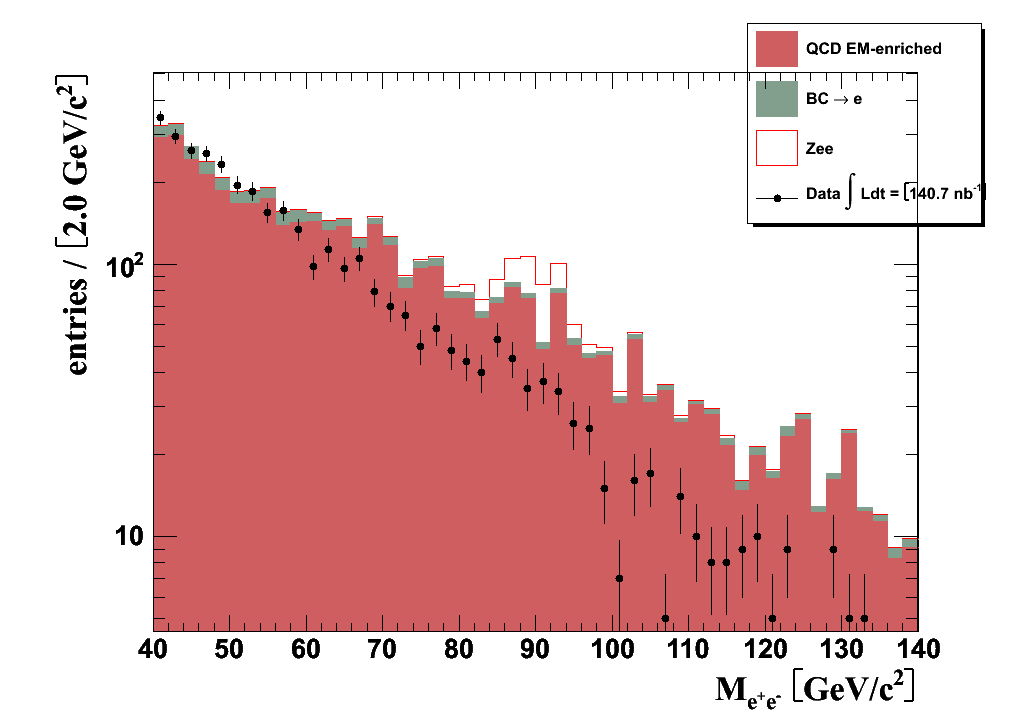 QCD EM-enriched
BC → e
Zee
Data ∫ Ldt = [140.7 nb⁻¹]
entries / [2.0 GeV/c²]
10²
10
40 50 60 70 80 90 100 110 120 130 140
Mₑ⁺ₑ⁻ [GeV/c²]